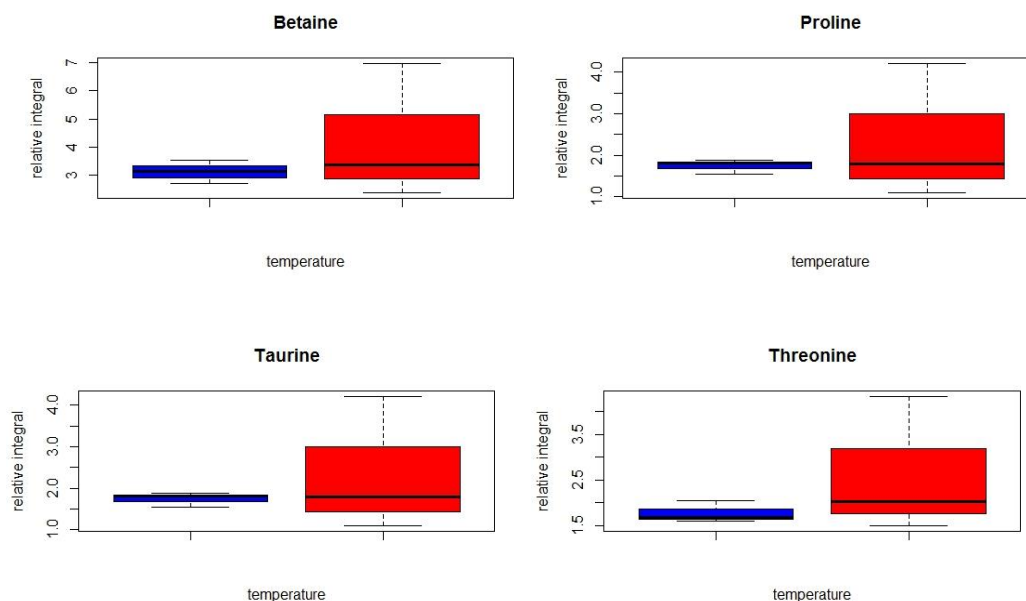 Betaine
relative integral
7
6
5
4
3
temperature
Proline
relative integral
4.0
3.0
2.0
1.0
temperature
Taurine
relative integral
4.0
3.0
2.0
1.0
temperature
Threonine
relative integral
3.5
2.5
1.5
temperature